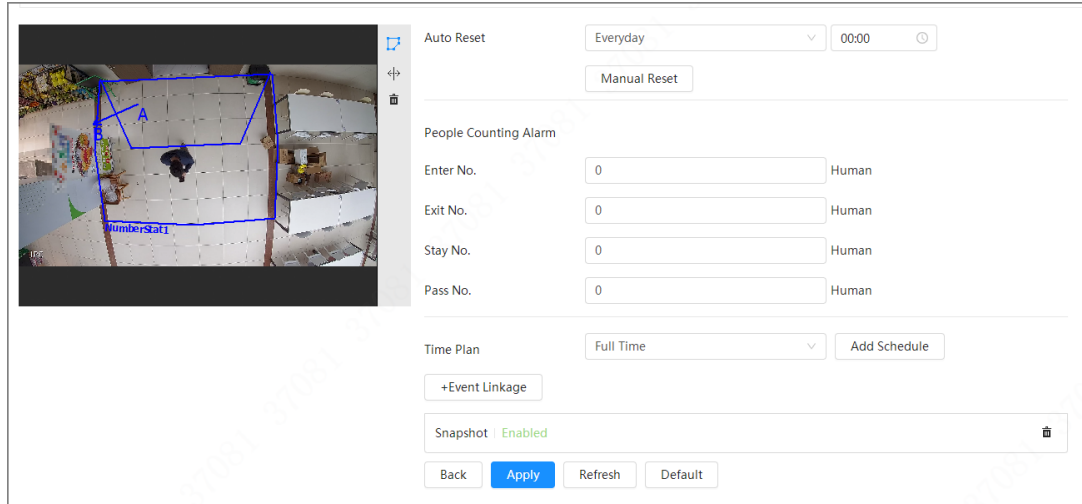 Auto Reset Everyday 00:00
Manual Reset
A
B
NumberStat1
People Counting Alarm
Enter No. 0 Human
Exit No. 0 Human
Stay No. 0 Human
Pass No. 0 Human
Time Plan Full Time Add Schedule
+Event Linkage
Snapshot Enabled
Back Apply Refresh Default
37081 37081